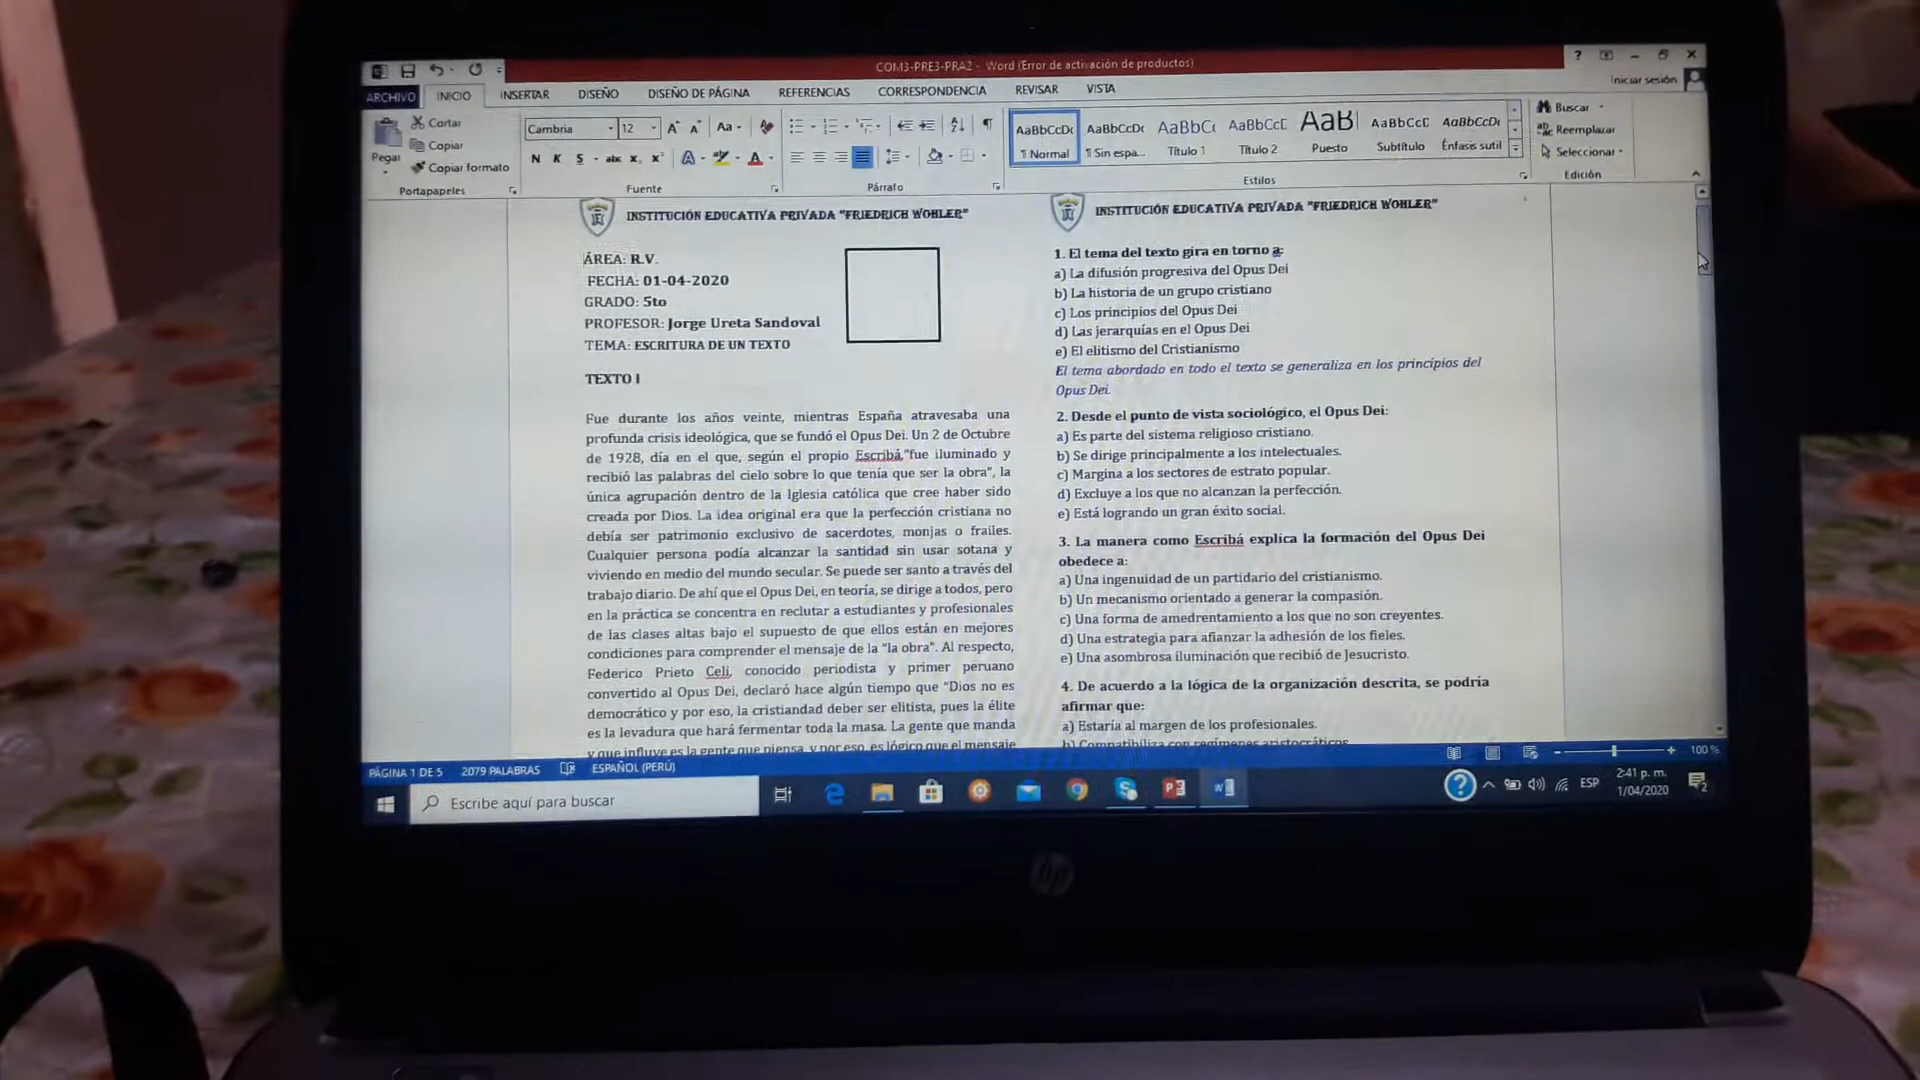 COM3-PRE3-PRA2 - Word (Error de activación de productos)
Iniciar sesión
ARCHIVO
INICIO
INSERTAR
DISEÑO
DISEÑO DE PÁGINA
REFERENCIAS
CORRESPONDENCIA
REVISAR
VISTA
Pegar
Cortar
Copiar
Copiar formato
Portapapeles
Cambria
12
Fuente
Párrato
AaBbCcDc
¶ Normal
AaBbCcDc
¶ Sin espa...
AaBbC(
Título 1
AaBbCcC
Título 2
AaB
Puesto
AaBbCcC
Subtítulo
AaBbCcDt
Énfasis sutil
Estilos
Buscar
Reemplazar
Seleccionar
Edición
INSTITUCIÓN EDUCATIVA PRIVADA "FRIEDRICH WOHLER"
ÁREA: R.V.
FECHA: 01-04-2020
GRADO: 5to
PROFESOR: Jorge Ureta Sandoval
TEMA: ESCRITURA DE UN TEXTO
TEXTO I
Fue durante los años veinte, mientras España atravesaba una
profunda crisis ideológica, que se fundó el Opus Dei. Un 2 de Octubre
de 1928, día en el que, según el propio Escribá,"fue iluminado y
recibió las palabras del cielo sobre lo que tenía que ser la obra", la
única agrupación dentro de la Iglesia católica que cree haber sido
creada por Dios. La idea original era que la perfección cristiana no
debía ser patrimonio exclusivo de sacerdotes, monjas o frailes.
Cualquier persona podía alcanzar la santidad sin usar sotana y
viviendo en medio del mundo secular. Se puede ser santo a través del
trabajo diario. De ahí que el Opus Dei, en teoría, se dirige a todos, pero
en la práctica se concentra en reclutar a estudiantes y profesionales
de las clases altas bajo el supuesto de que ellos están en mejores
condiciones para comprender el mensaje de la "la obra". Al respecto,
Federico Prieto Celi, conocido periodista y primer peruano
convertido al Opus Dei, declaró hace algún tiempo que "Dios no es
democrático y por eso, la cristiandad deber ser elitista, pues la élite
es la levadura que hará fermentar toda la masa. La gente que manda
y que influye es la gente que piensa, y por eso, es lógico que el mensaje
INSTITUCIÓN EDUCATIVA PRIVADA "FRIEDRICH WOHLER"
1. El tema del texto gira en torno a:
a) La difusión progresiva del Opus Dei
b) La historia de un grupo cristiano
c) Los principios del Opus Dei
d) Las jerarquías en el Opus Dei
e) El elitismo del Cristianismo
El tema abordado en todo el texto se generaliza en los principios del
Opus Dei.
2. Desde el punto de vista sociológico, el Opus Dei:
a) Es parte del sistema religioso cristiano.
b) Se dirige principalmente a los intelectuales.
c) Margina a los sectores de estrato popular.
d) Excluye a los que no alcanzan la perfección.
e) Está logrando un gran éxito social.
3. La manera como Escribá explica la formación del Opus Dei
obedece a:
a) Una ingenuidad de un partidario del cristianismo.
b) Un mecanismo orientado a generar la compasión.
c) Una forma de amedrentamiento a los que no son creyentes.
d) Una estrategia para afianzar la adhesión de los fieles.
e) Una asombrosa iluminación que recibió de Jesucristo.
4. De acuerdo a la lógica de la organización descrita, se podría
afirmar que:
a) Estaría al margen de los profesionales.
b) Compatibiliza con regímenes aristocráticos.
PÁGINA 1 DE 5
2079 PALABRAS
ESPAÑOL (PERÚ)
100 %
Escribe aquí para buscar
ESP
2:41 p. m.
1/04/2020
2
hp